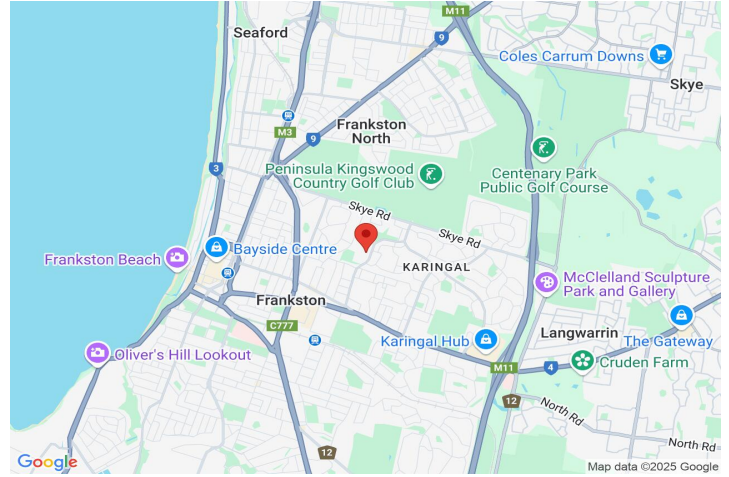 M11
Seaford
9
Coles Carrum Downs
Skye
M3
9
Frankston
North
3
Peninsula Kingswood
Country Golf Club
Centenary Park
Public Golf Course
Skye Rd
Skye Rd
Frankston Beach
Bayside Centre
KARINGAL
McClelland Sculpture
Park and Gallery
Frankston
C777
Karingal Hub
Langwarrin
The Gateway
Oliver's Hill Lookout
M11
4
Cruden Farm
12
North Rd
North Rd
12
Google
Map data ©2025 Google